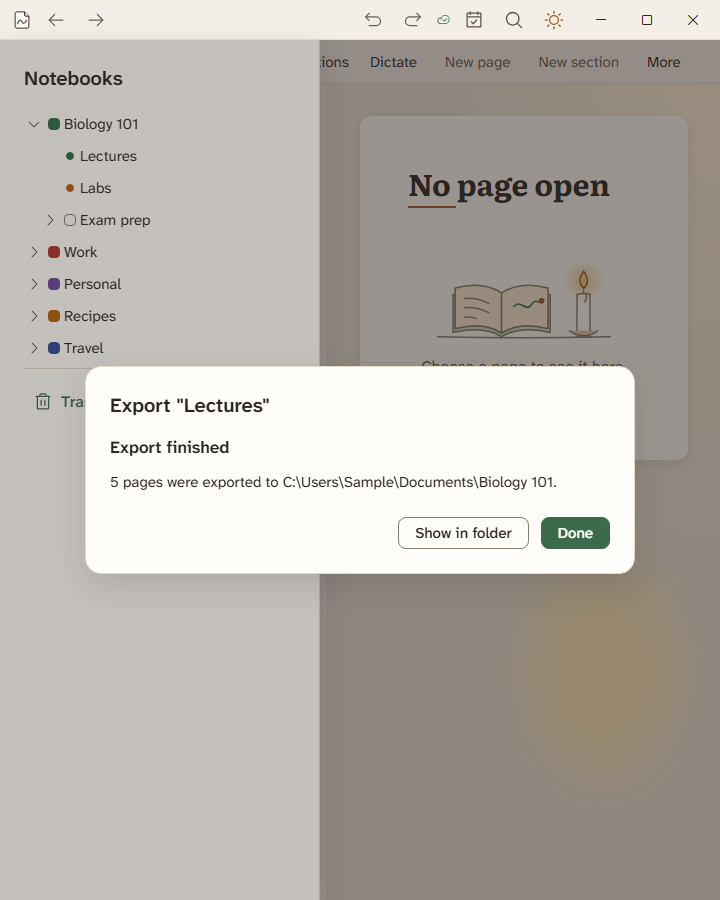 Notebooks
Dictate
New page
New section
More
Biology 101
Lectures
Labs
Exam prep
Work
Personal
Recipes
Travel
No page open
Export "Lectures"
Export finished
5 pages were exported to C:\Users\Sample\Documents\Biology 101.
Show in folder
Done